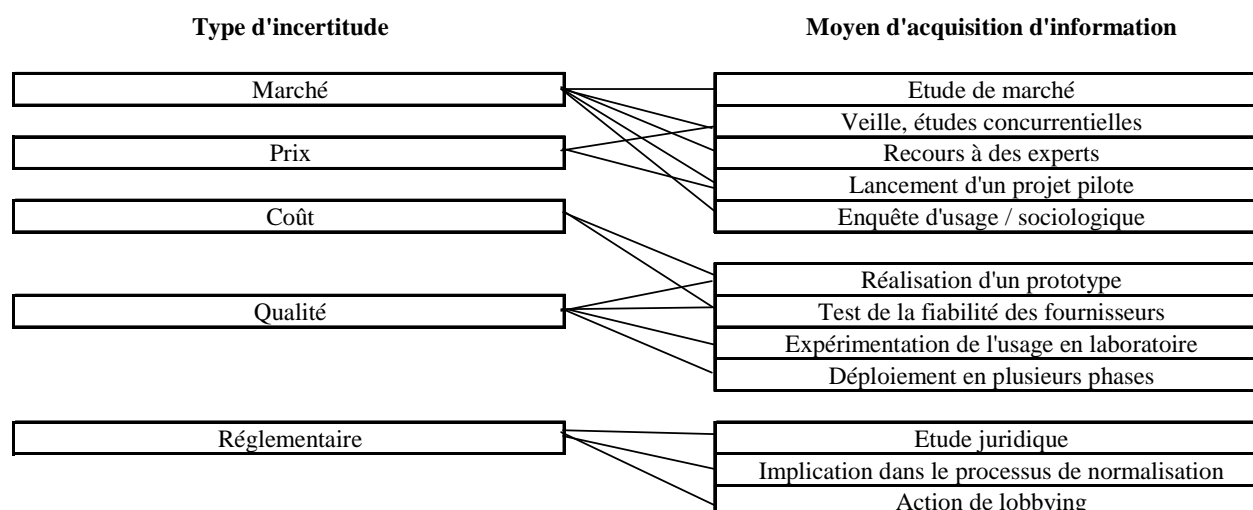 Type d'incertitude
Moyen d'acquisition d'information
Marché
Etude de marché
Veille, études concurrentielles
Prix
Recours à des experts
Lancement d'un projet pilote
Coût
Enquête d'usage / sociologique
Réalisation d'un prototype
Qualité
Test de la fiabilité des fournisseurs
Expérimentation de l'usage en laboratoire
Déploiement en plusieurs phases
Réglementaire
Etude juridique
Implication dans le processus de normalisation
Action de lobbying